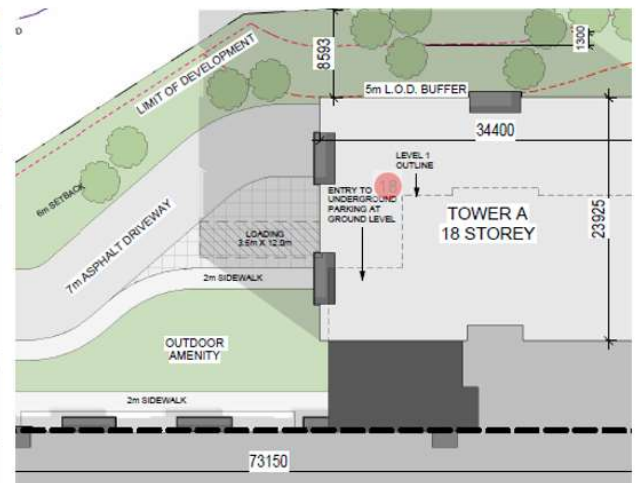 D
LIMIT OF DEVELOPMENT
8593
1300
5m L.O.D. BUFFER
34400
6m SETBACK
LEVEL 1
OUTLINE
18
ENTRY TO
UNDERGROUND
PARKING AT
GROUND LEVEL
TOWER A
18 STOREY
23925
7m ASPHALT DRIVEWAY
LOADING
3.5m X 12.0m
2m SIDEWALK
OUTDOOR
AMENITY
2m SIDEWALK
73150